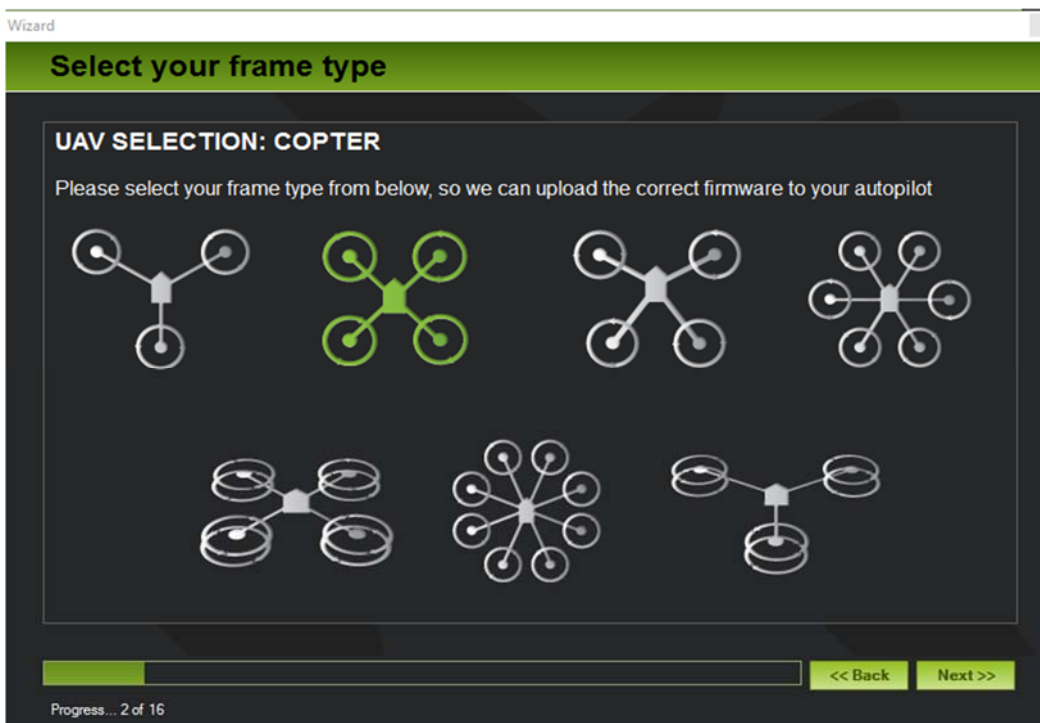 Wizard
Select your frame type
UAV SELECTION: COPTER
Please select your frame type from below, so we can upload the correct firmware to your autopilot
<< Back
Next >>
Progress... 2 of 16